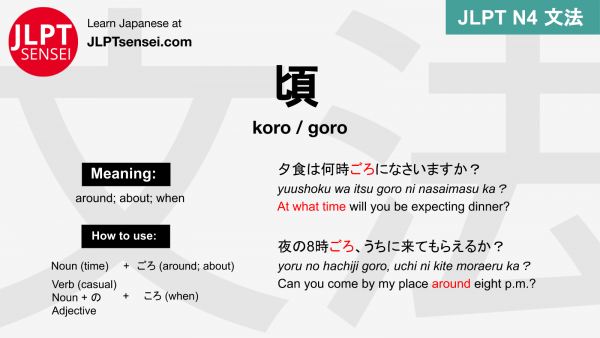 JLPT
SENSEI
Learn Japanese at
JLPTsensei.com
JLPT N4 文法
文法
頃
koro / goro
Meaning:
around; about; when
How to use:
Noun (time) + ごろ (around; about)
Verb (casual)
Noun + の + ころ (when)
Adjective
夕食は何時ごろになさいますか？
yuushoku wa itsu goro ni nasaimasu ka？
At what time will you be expecting dinner?
夜の8時ごろ、うちに来てもらえるか？
yoru no hachiji goro, uchi ni kite moraeru ka？
Can you come by my place around eight p.m.?